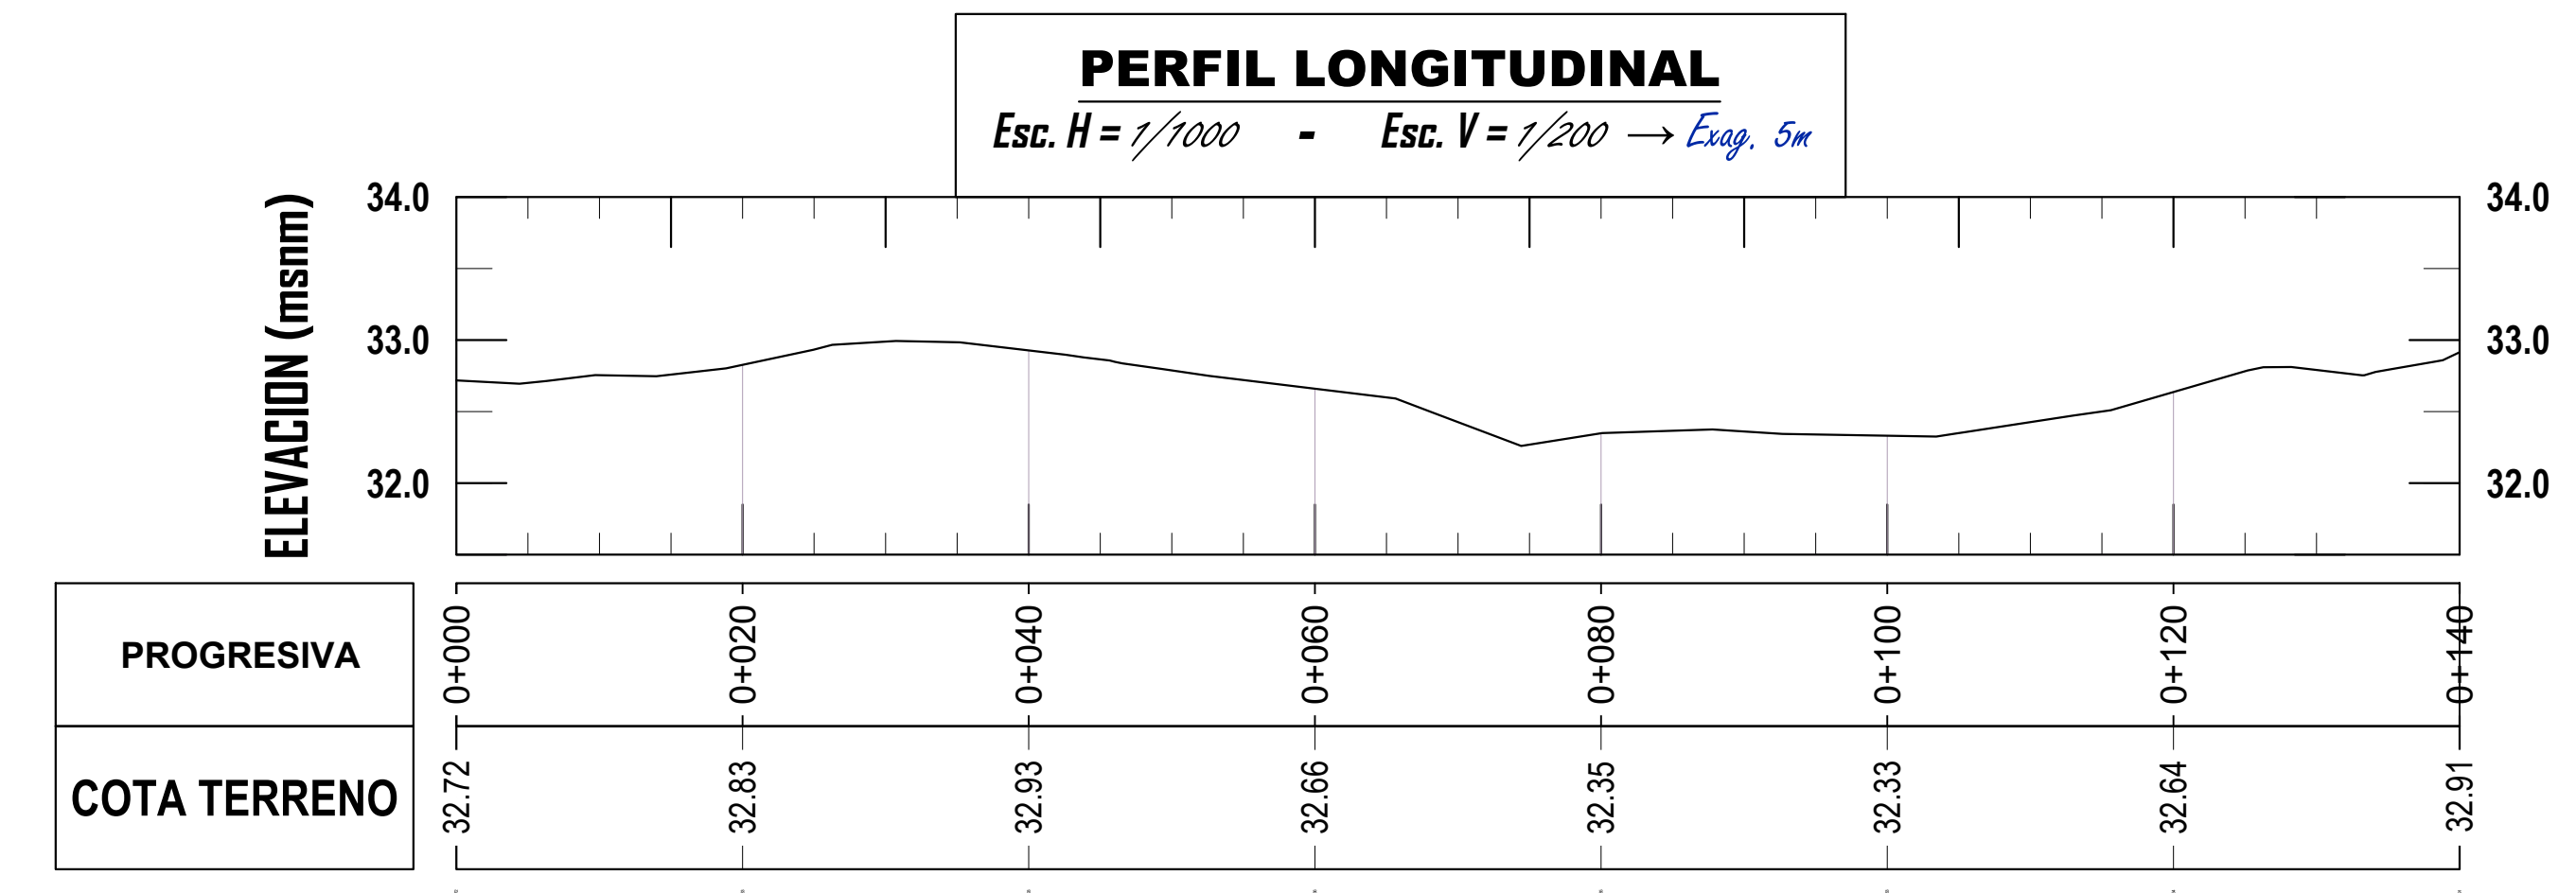 PERFIL LONGITUDINAL
Esc. H = 1/1000 - Esc. V = 1/200 → Exag. 5m
ELEVACION (msnm)
34.0 34.0
33.0 33.0
32.0 32.0
PROGRESIVA 0+000 0+020 0+040 0+060 0+080 0+100 0+120 0+140
COTA TERRENO 32.72 32.83 32.93 32.66 32.35 32.33 32.64 32.91